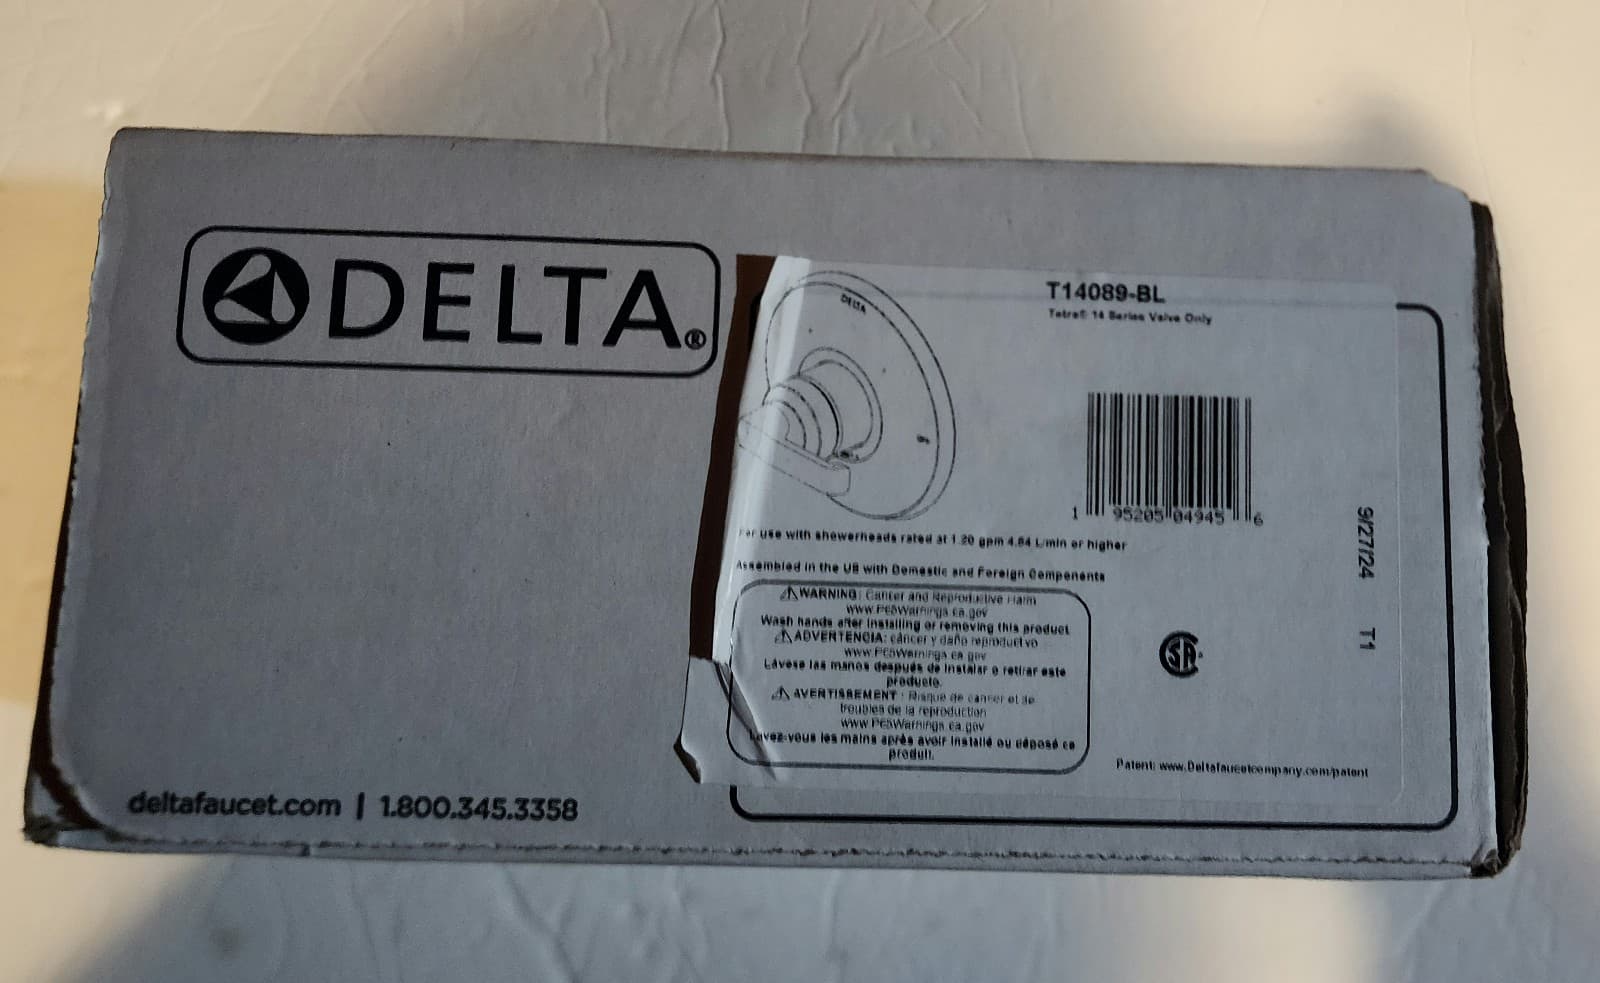 DELTA®
deltafaucet.com | 1.800.345.3358
DELTA
T14089-BL
Tetra® 14 Series Valve Only
1 95205 04945 6
For use with showerheads rated at 1.20 gpm 4.54 L/min or higher
Assembled in the US with Domestic and Foreign Components
⚠WARNING: Cancer and Reproductive Harm
www.P65Warnings.ca.gov
Wash hands after installing or removing this product
⚠ADVERTENCIA: cáncer y daño reproductivo
www.P65Warnings.ca.gov
Lávese las manos después de instalar o retirar este
producto.
⚠ AVERTISSEMENT : Risque de cancer et de
troubles de la reproduction
www.P65Warnings.ca.gov
Lavez-vous les mains après avoir installé ou déposé ce
produit.
9/27/24 T1
Patent: www.Deltafaucetcompany.com/patent